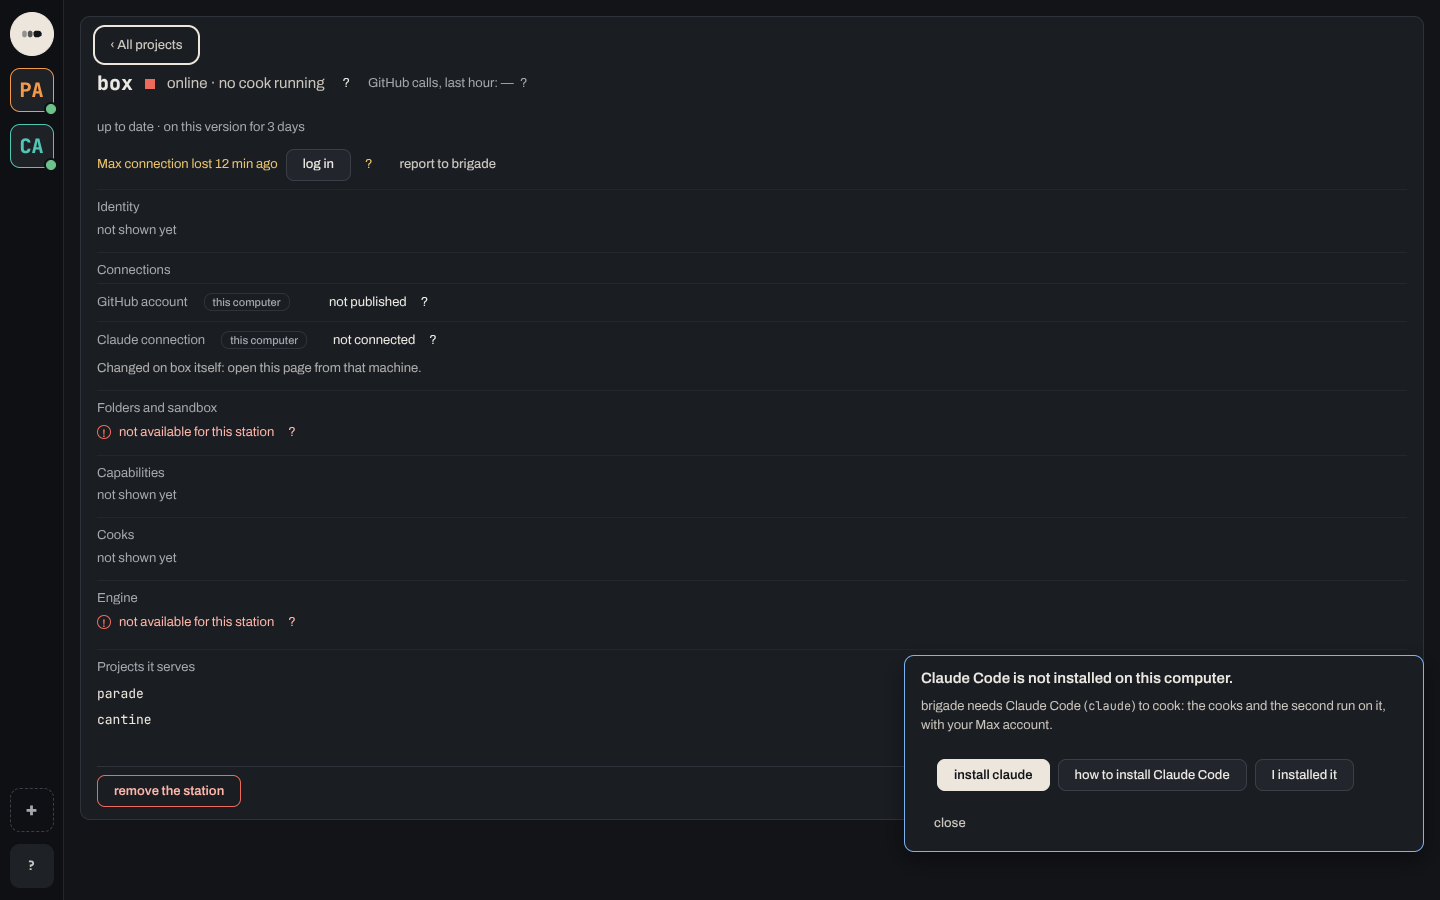 PA
CA
+
?
‹ All projects
box online · no cook running ? GitHub calls, last hour: — ?
up to date · on this version for 3 days
Max connection lost 12 min ago log in ? report to brigade
Identity
not shown yet
Connections
GitHub account this computer not published ?
Claude connection this computer not connected ?
Changed on box itself: open this page from that machine.
Folders and sandbox
! not available for this station ?
Capabilities
not shown yet
Cooks
not shown yet
Engine
! not available for this station ?
Projects it serves
parade
cantine
remove the station
Claude Code is not installed on this computer.
brigade needs Claude Code (claude) to cook: the cooks and the second run on it,
with your Max account.
install claude how to install Claude Code I installed it
close